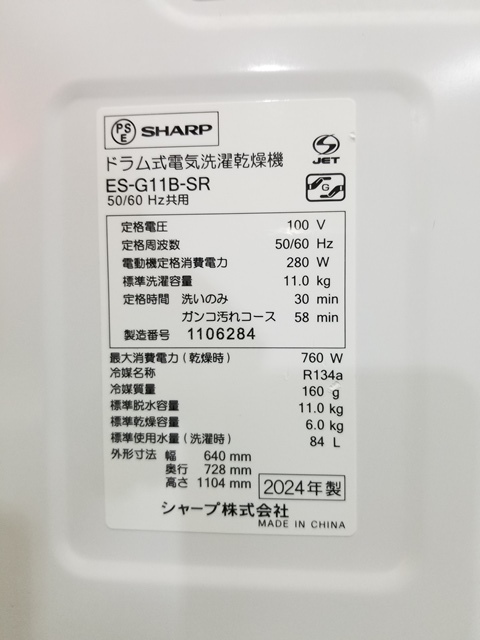 PSE SHARP
ドラム式電気洗濯乾燥機
JET
ES-G11B-SR
50/60 Hz共用
G
定格電圧 100 V
定格周波数 50/60 Hz
電動機定格消費電力 280 W
標準洗濯容量 11.0 kg
定格時間 洗いのみ 30 min
ガンコ汚れコース 58 min
製造番号 1106284
最大消費電力(乾燥時) 760 W
冷媒名称 R134a
冷媒質量 160 g
標準脱水容量 11.0 kg
標準乾燥容量 6.0 kg
標準使用水量(洗濯時) 84 L
外形寸法 幅 640 mm
奥行 728 mm
高さ 1104 mm
2024年製
シャープ株式会社
MADE IN CHINA